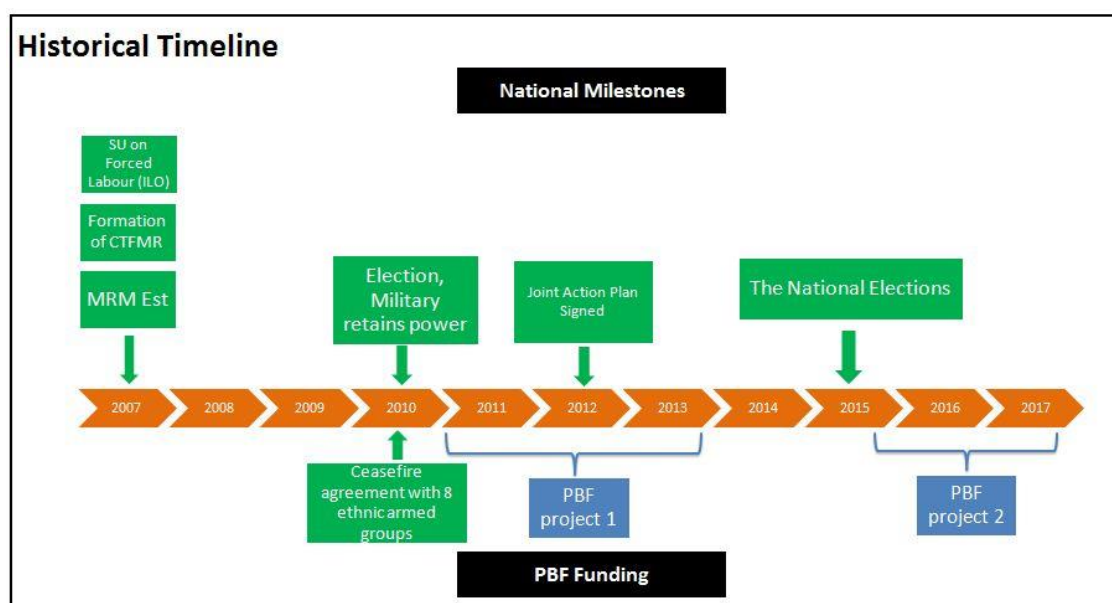 Historical Timeline
National Milestones
SU on
Forced
Labour (ILO)
Formation
of CTFMR
MRM Est
Election,
Military
retains power
Joint Action Plan
Signed
The National Elections
2007
2008
2009
2010
2011
2012
2013
2014
2015
2016
2017
Ceasefire
agreement with 8
ethnic armed
groups
PBF
project 1
PBF
project 2
PBF Funding